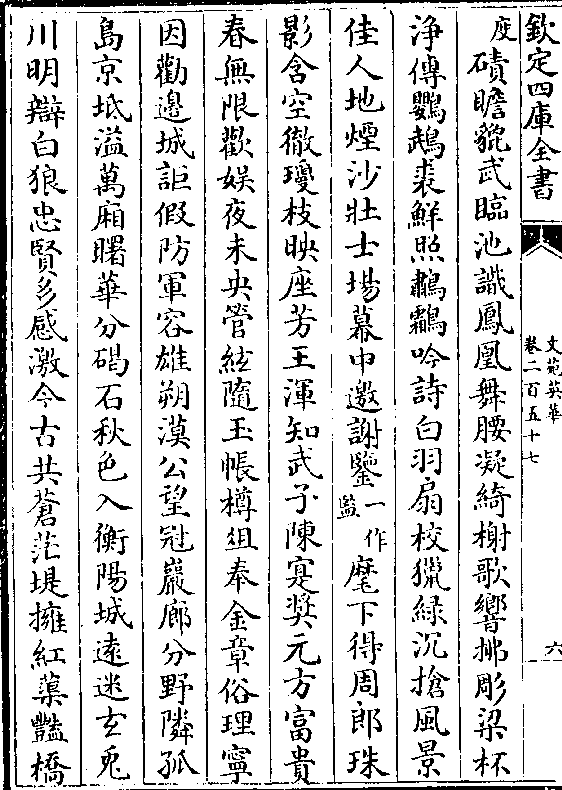 欽定四庫全書
文苑英華
卷二百五十七
六
度磧瞻貔武臨池識鳳凰舞腰凝綺榭歌響拂彫梁杯
淨傳鸚鵡裘鮮照鷫鸘吟詩白羽扇校獵緑沉搶風景
佳人地煙沙壯士場幕中邀謝鑒一作監麾下得周郎珠
影含空徹瓊枝映座芳王渾知武子陳寔奬元方富貴
春無限歡娱夜未央管絃隨玉帳樽俎奉金章俗理寧
因勸邊城詎假防軍容雄朔漠公望冠巖廊分野隣孤
島京坻溢萬廂曙華分碣石秋色入衡陽城逺迷𤣥兎
川明辯白狼忠賢多感激今古共蒼茫堤擁紅蕖豔橋